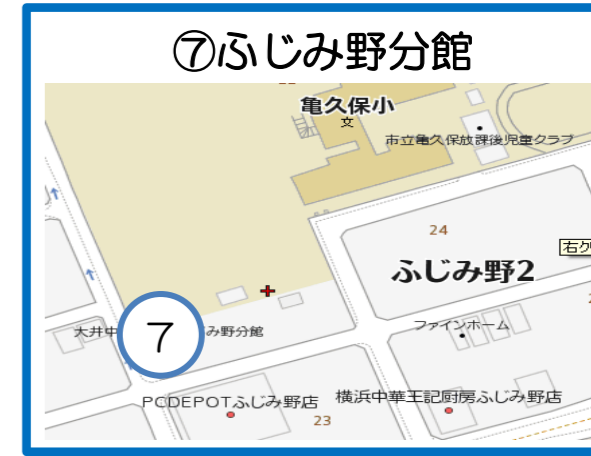 ⑦ふじみ野分館
亀久保小
文
市立亀久保放課後児童クラブ
24
右ク
ふじみ野2
大井中
7
み野分館
ファインホーム
PCDEPOTふじみ野店
横浜中華王記厨房ふじみ野店
23